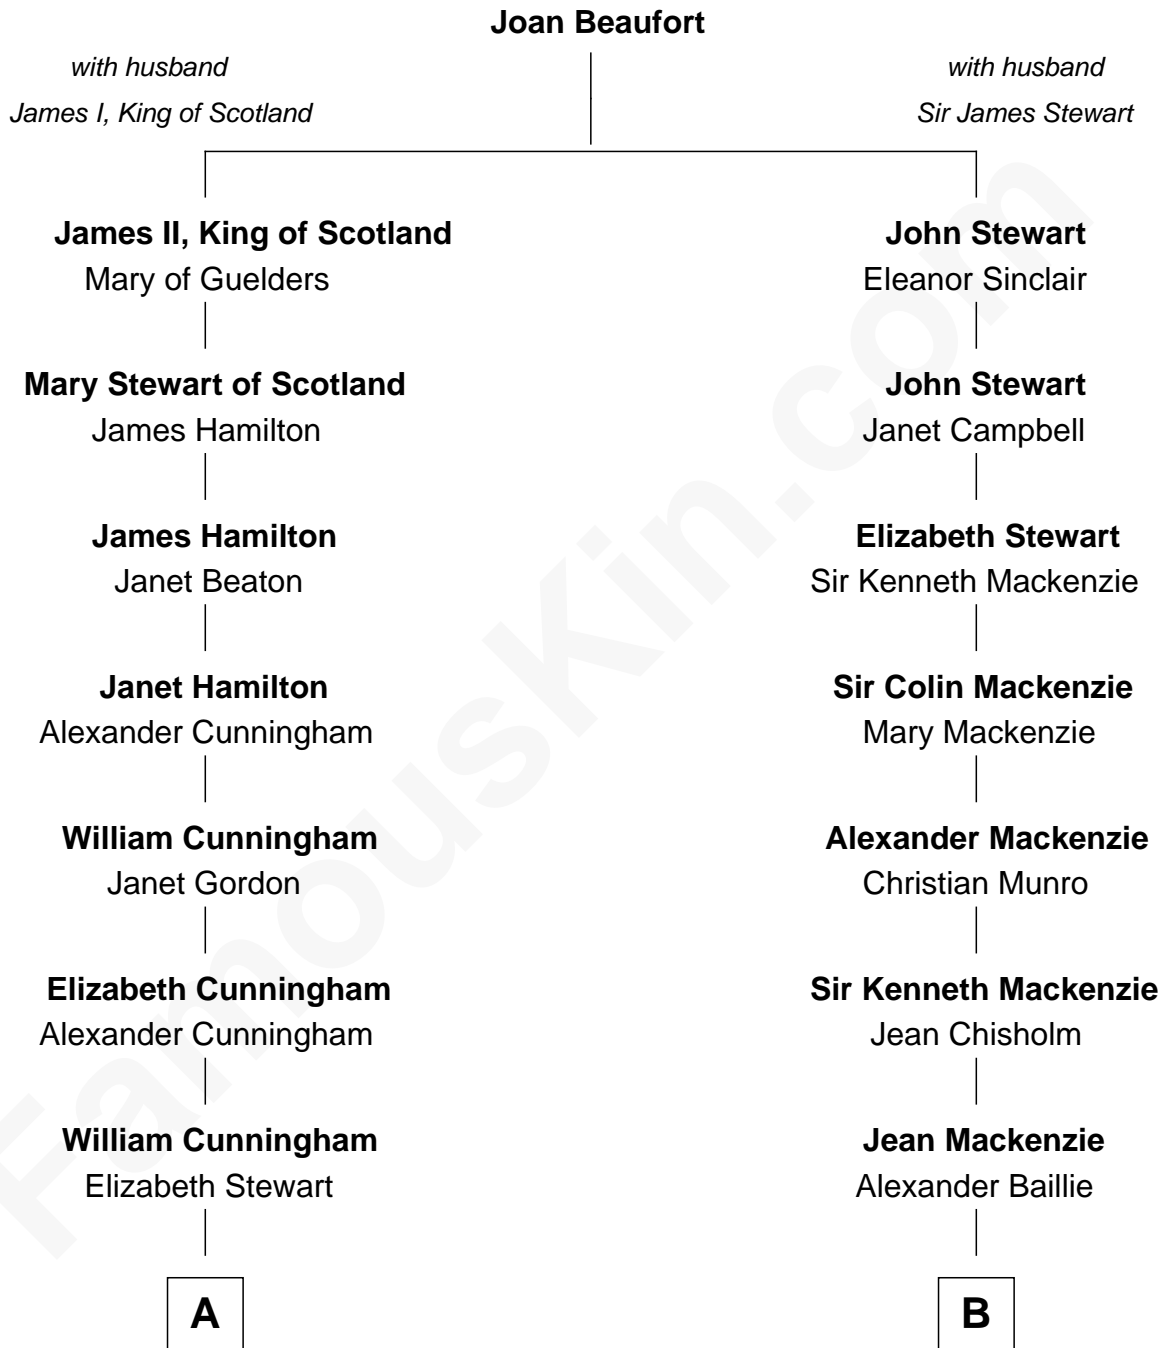 Joan Beaufort
with husband
James I, King of Scotland
with husband
Sir James Stewart
James II, King of Scotland
Mary of Guelders
John Stewart
Eleanor Sinclair
Mary Stewart of Scotland
James Hamilton
John Stewart
Janet Campbell
James Hamilton
Janet Beaton
Elizabeth Stewart
Sir Kenneth Mackenzie
Janet Hamilton
Alexander Cunningham
Sir Colin Mackenzie
Mary Mackenzie
William Cunningham
Janet Gordon
Alexander Mackenzie
Christian Munro
Elizabeth Cunningham
Alexander Cunningham
Sir Kenneth Mackenzie
Jean Chisholm
William Cunningham
Elizabeth Stewart
Jean Mackenzie
Alexander Baillie
A
B
FamousKin.com